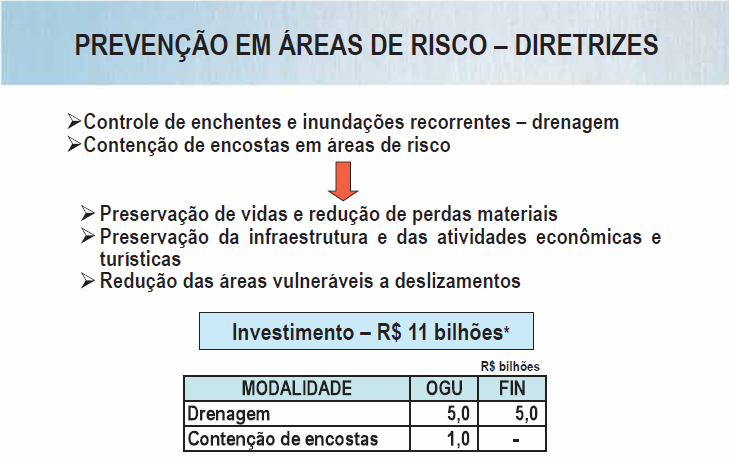 PREVENÇÃO EM ÁREAS DE RISCO – DIRETRIZES
➢Controle de enchentes e inundações recorrentes – drenagem
➢Contenção de encostas em áreas de risco
➢ Preservação de vidas e redução de perdas materiais
➢ Preservação da infraestrutura e das atividades econômicas e
turísticas
➢ Redução das áreas vulneráveis a deslizamentos
Investimento – R$ 11 bilhões*
R$ bilhões
MODALIDADE OGU FIN
Drenagem 5,0 5,0
Contenção de encostas 1,0 -